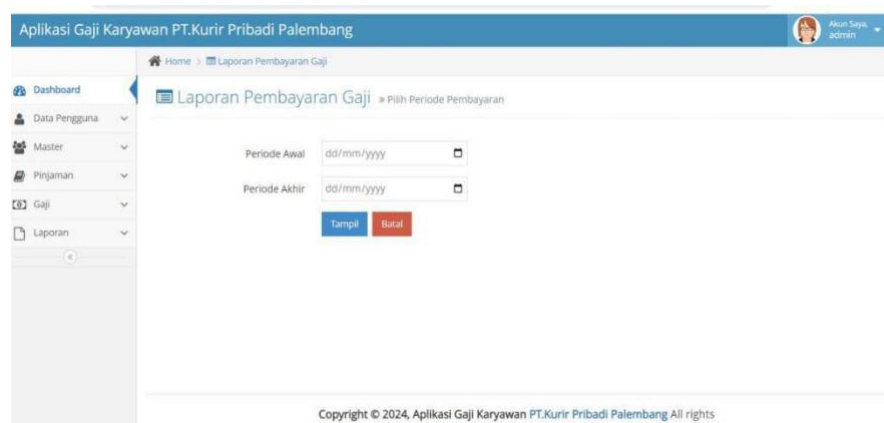 Aplikasi Gaji Karyawan PT.Kurir Pribadi Palembang
Akun Saya,
admin
Home > Laporan Pembayaran Gaji
Dashboard
Data Pengguna
Master
Pinjaman
Gaji
Laporan
Laporan Pembayaran Gaji » Pilih Periode Pembayaran
Periode Awal dd/mm/yyyy
Periode Akhir dd/mm/yyyy
Tampil Batal
Copyright © 2024, Aplikasi Gaji Karyawan PT.Kurir Pribadi Palembang All rights